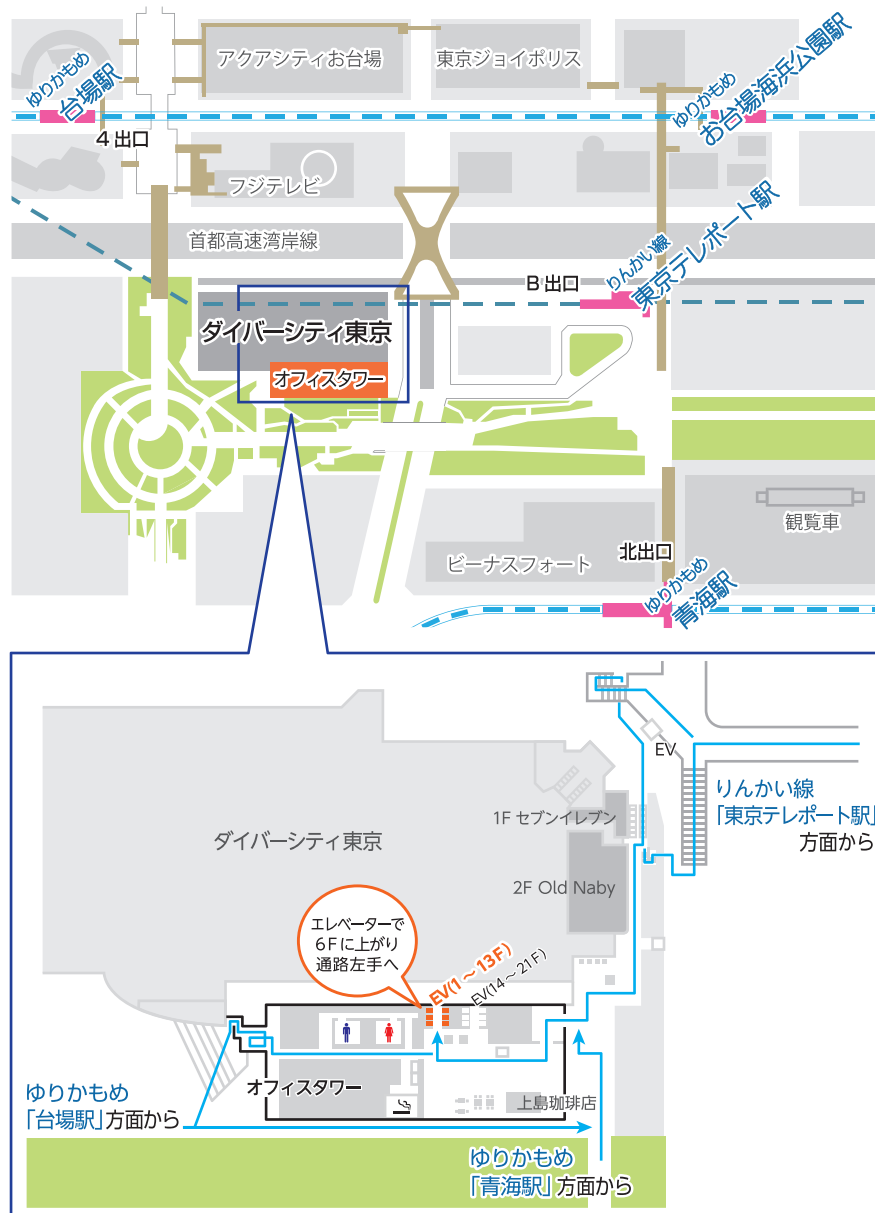 アクアシティお台場
東京ジョイポリス
ゆりかもめ
台場駅
ゆりかもめ
お台場海浜公園駅
4 出口
フジテレビ
首都高速湾岸線
りんかい線
東京テレポート駅
B 出口
ダイバーシティ東京
オフィスタワー
観覧車
北出口
ビーナスフォート
ゆりかもめ
青海駅
EV
りんかい線
「東京テレポート駅」
方面から
1F セブンイレブン
ダイバーシティ東京
2F Old Naby
エレベーターで
6Fに上がり
通路左手へ
EV(1～13F)
EV(14～21F)
オフィスタワー
上島珈琲店
ゆりかもめ
「台場駅」方面から
ゆりかもめ
「青海駅」方面から